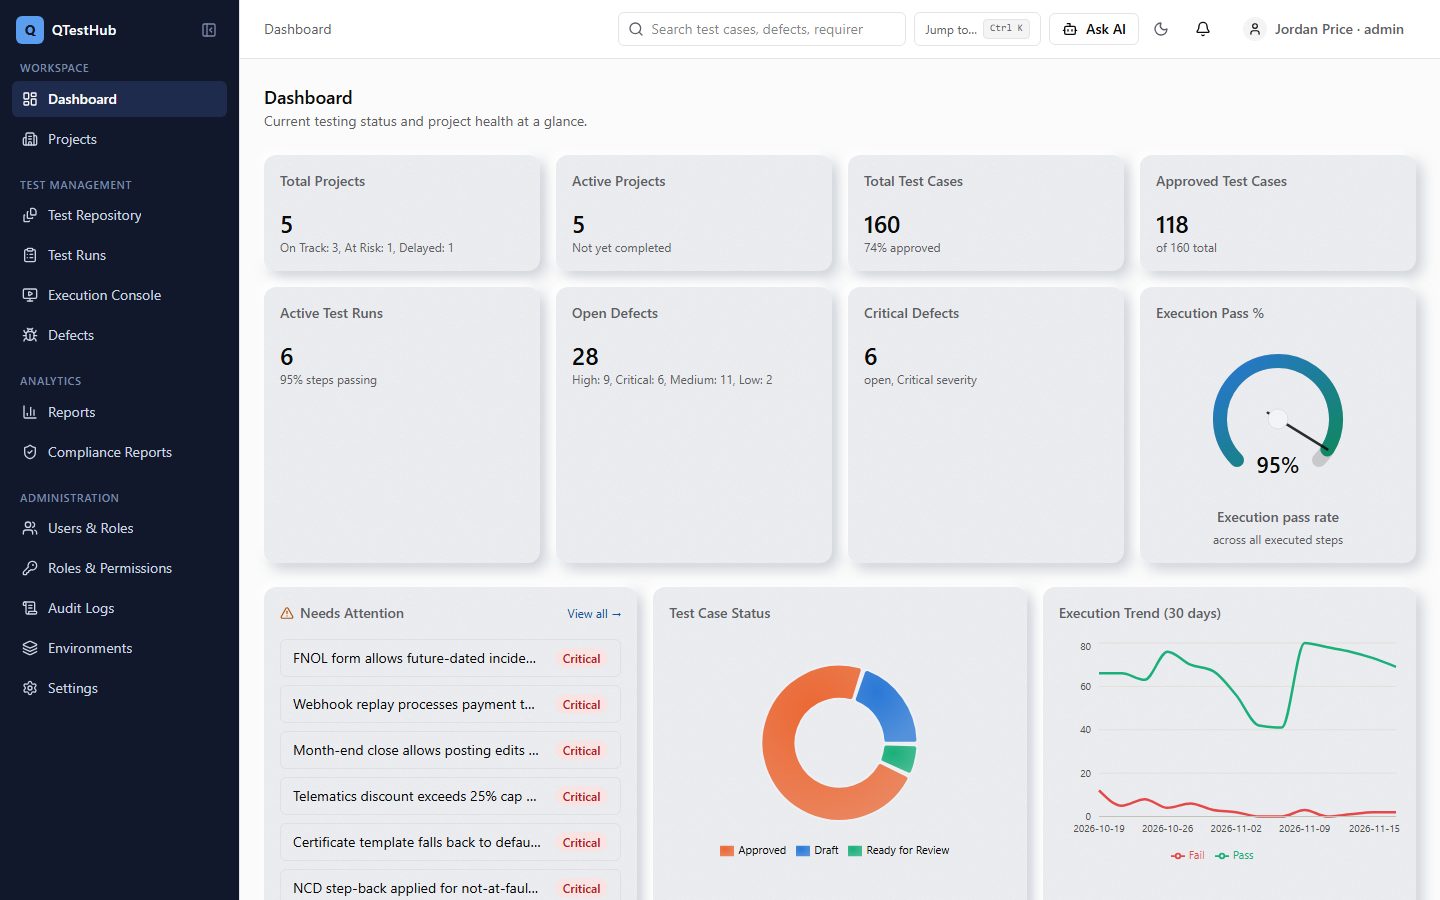 Q QTestHub
WORKSPACE
Dashboard
Projects
TEST MANAGEMENT
Test Repository
Test Runs
Execution Console
Defects
ANALYTICS
Reports
Compliance Reports
ADMINISTRATION
Users & Roles
Roles & Permissions
Audit Logs
Environments
Settings
Dashboard
Search test cases, defects, requirer
Jump to... Ctrl K
Ask AI
Jordan Price · admin
Dashboard
Current testing status and project health at a glance.
Total Projects
5
On Track: 3, At Risk: 1, Delayed: 1
Active Projects
5
Not yet completed
Total Test Cases
160
74% approved
Approved Test Cases
118
of 160 total
Active Test Runs
6
95% steps passing
Open Defects
28
High: 9, Critical: 6, Medium: 11, Low: 2
Critical Defects
6
open, Critical severity
Execution Pass %
95%
Execution pass rate
across all executed steps
Needs Attention View all →
FNOL form allows future-dated incide... Critical
Webhook replay processes payment t... Critical
Month-end close allows posting edits ... Critical
Telematics discount exceeds 25% cap ... Critical
Certificate template falls back to defau... Critical
NCD step-back applied for not-at-faul... Critical
Test Case Status
Approved Draft Ready for Review
Execution Trend (30 days)
80
60
40
20
0
2026-10-19 2026-10-26 2026-11-02 2026-11-09 2026-11-15
Fail Pass